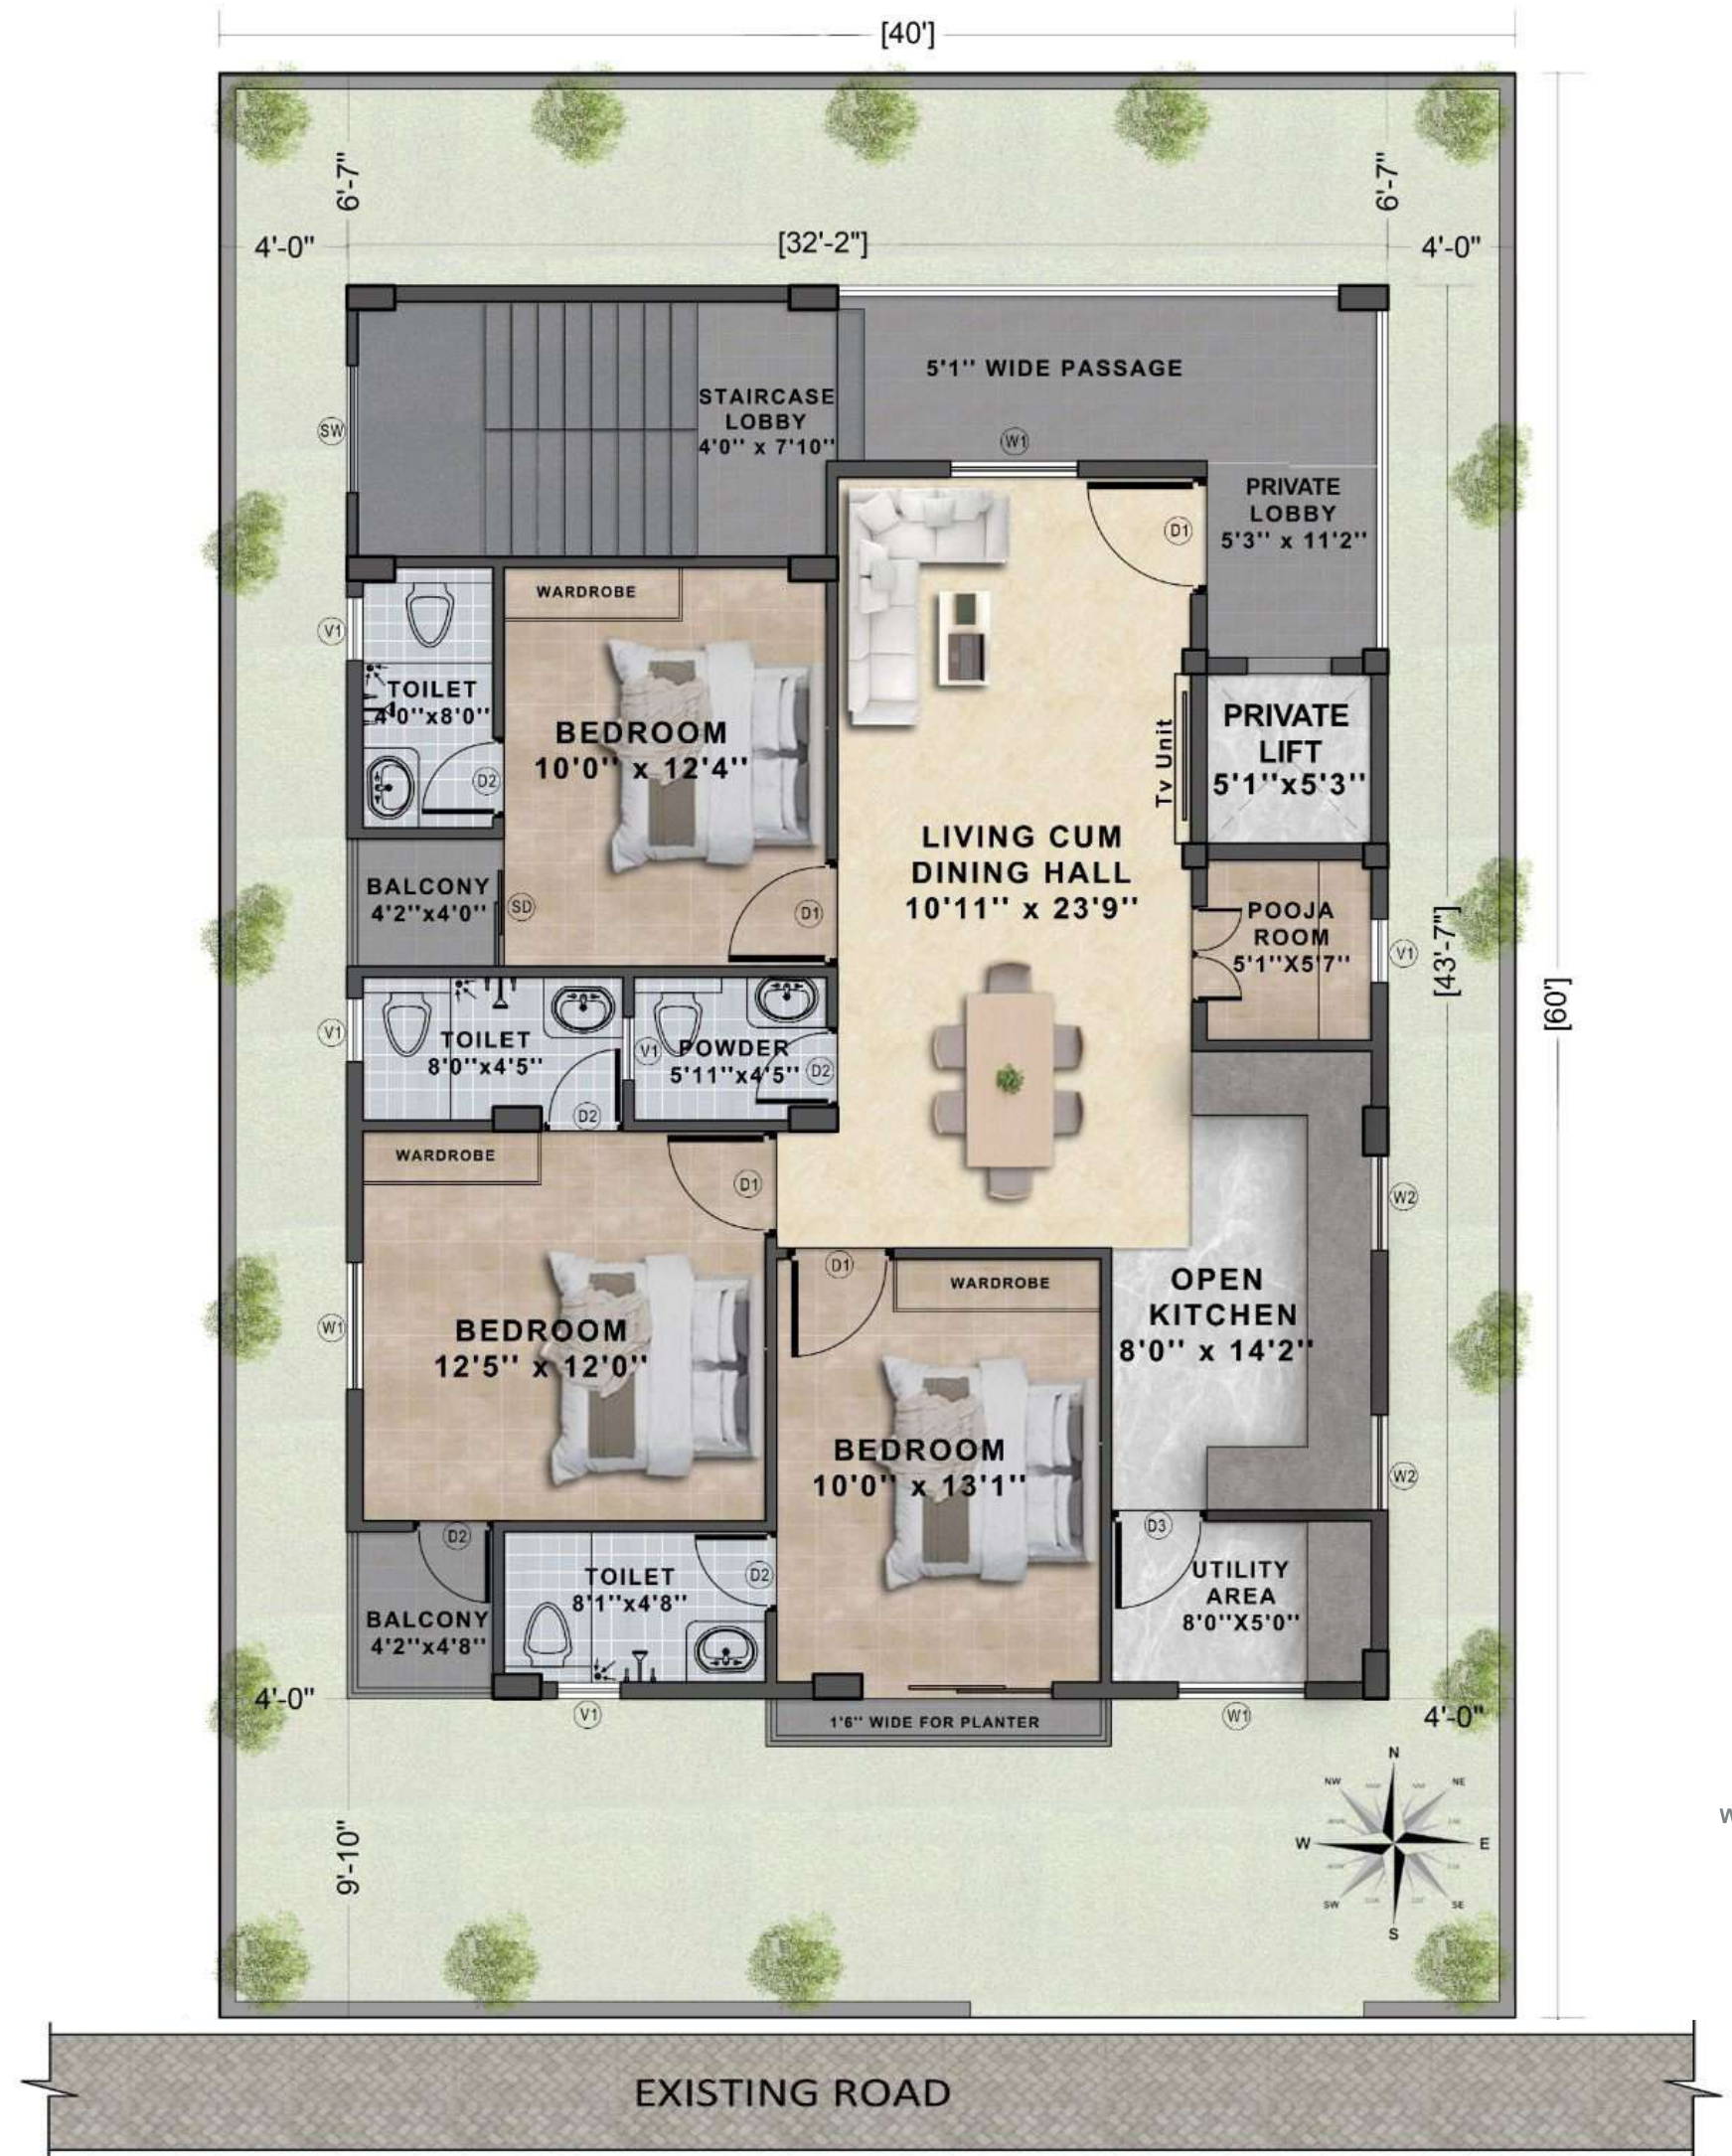 [40']
6'-7"
6'-7"
4'-0"
[32'-2"]
4'-0"
5'1'' WIDE PASSAGE
STAIRCASE
LOBBY
4'0'' x 7'10''
SW
W1
PRIVATE
LOBBY
5'3'' x 11'2''
D1
WARDROBE
V1
TOILET
4'0''x8'0''
D2
BEDROOM
10'0'' x 12'4''
Tv Unit
PRIVATE
LIFT
5'1''x5'3''
LIVING CUM
DINING HALL
10'11'' x 23'9''
BALCONY
4'2''x4'0''
SD
D1
POOJA
ROOM
5'1''X5'7''
V1
[43'-7"]
[60']
V1
TOILET
8'0''x4'5''
D2
V1
POWDER
5'11''x4'5''
D2
WARDROBE
D1
W2
D1
WARDROBE
OPEN
KITCHEN
8'0'' x 14'2''
W1
BEDROOM
12'5'' x 12'0''
BEDROOM
10'0'' x 13'1''
W2
D2
D3
TOILET
8'1''x4'8''
D2
UTILITY
AREA
8'0''X5'0''
BALCONY
4'2''x4'8''
4'-0"
V1
1'6'' WIDE FOR PLANTER
W1
4'-0"
9'-10"
N
NW
NE
W
E
SW
SE
S
W
EXISTING ROAD